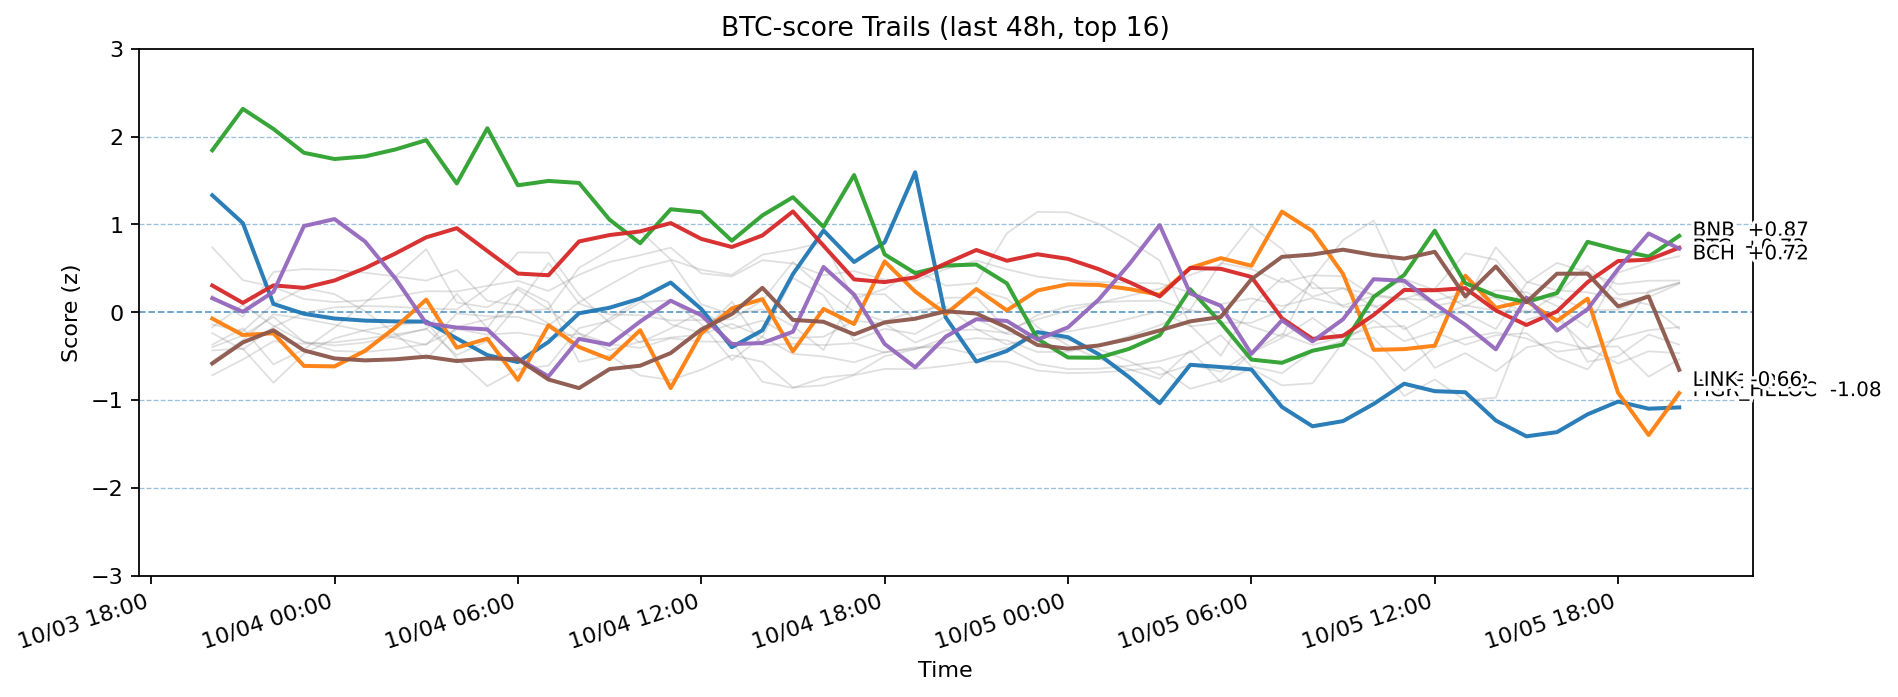 BTC-score Trails (last 48h, top 16)
Score (z)
3
2
1
0
−1
−2
−3
BNB +0.87
BCH +0.72
LINK -0.66
-1.08
10/03 18:00
10/04 00:00
10/04 06:00
10/04 12:00
10/04 18:00
10/05 00:00
10/05 06:00
10/05 12:00
10/05 18:00
Time